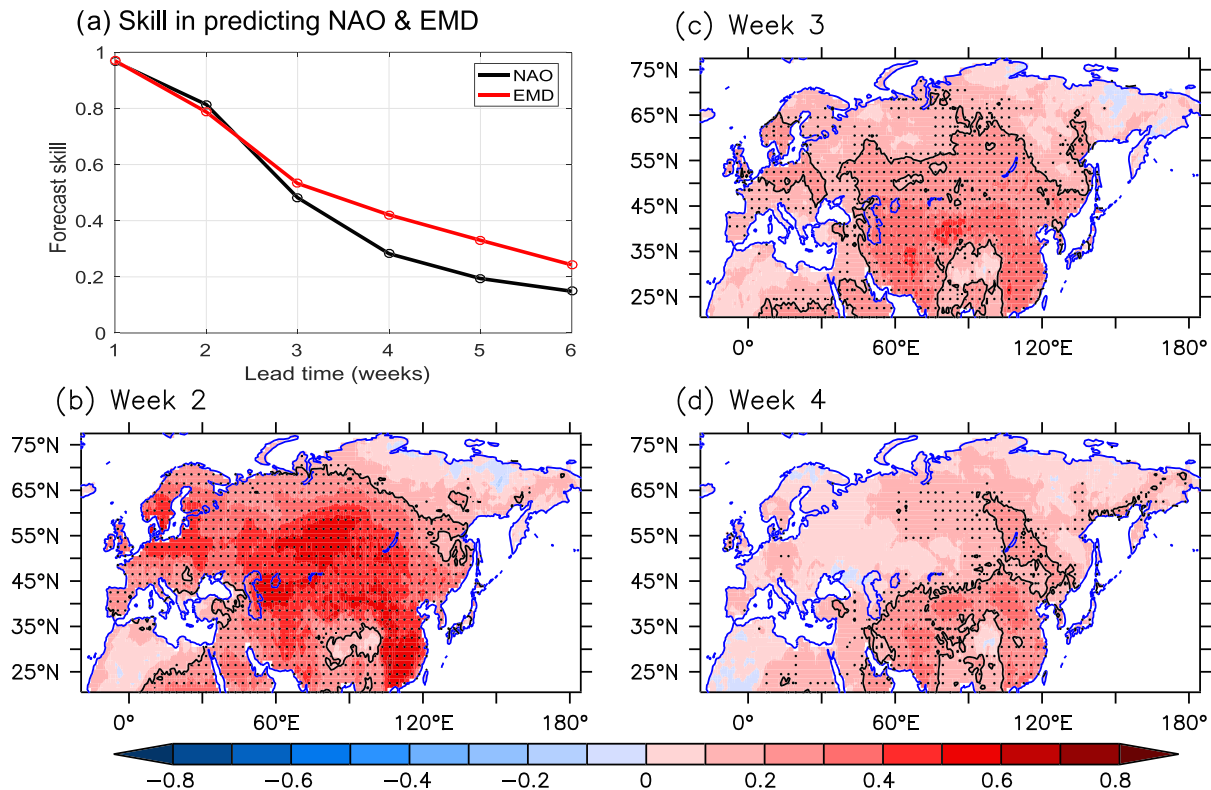 (a) Skill in predicting NAO & EMD
1
0.8
0.6
0.4
0.2
0
Forecast skill
NAO
EMD
1 2 3 4 5 6
Lead time (weeks)
(c) Week 3
75°N
65°N
55°N
45°N
35°N
25°N
0° 60°E 120°E 180°
(b) Week 2
75°N
65°N
55°N
45°N
35°N
25°N
0° 60°E 120°E 180°
(d) Week 4
75°N
65°N
55°N
45°N
35°N
25°N
0° 60°E 120°E 180°
−0.8 −0.6 −0.4 −0.2 0 0.2 0.4 0.6 0.8